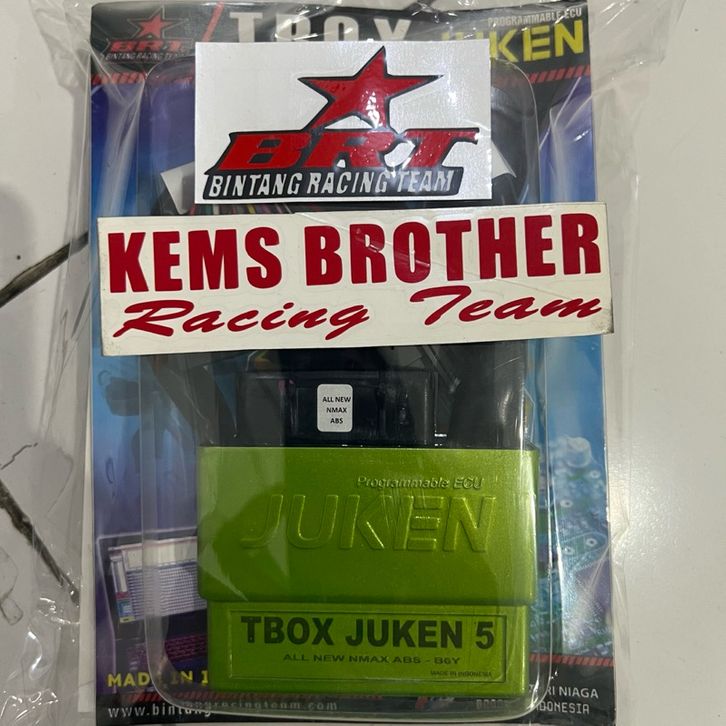 BRT
BINTANG RACING TEAM
TBOX
PROGRAMMABLE ECU
JUKEN
BRT
BINTANG RACING TEAM
KEMS BROTHER
Racing Team
ALL NEW
NMAX
ABS
Programmable ECU
JUKEN
TBOX JUKEN 5
ALL NEW NMAX ABS - B6Y
MADE IN INDONESIA
MADE IN
NIAGA
www.bintangracingteam.com